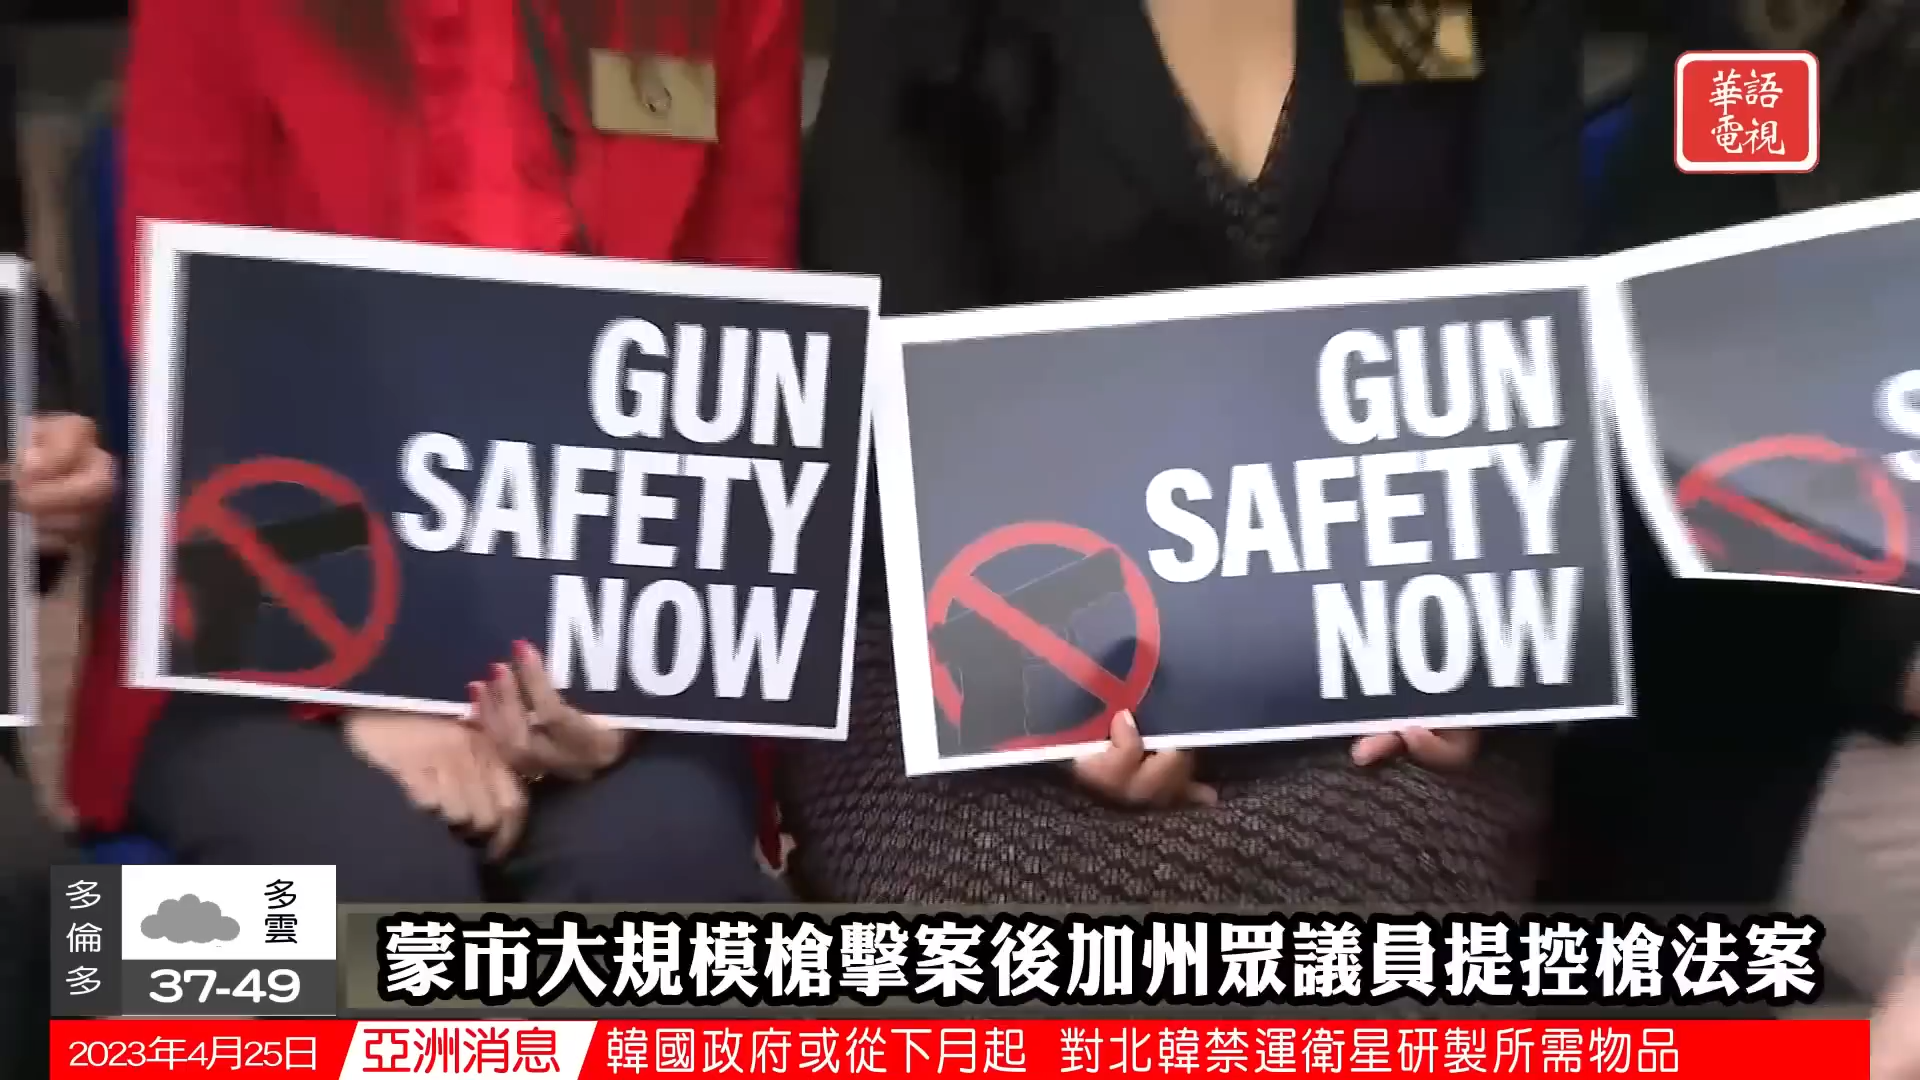 華語
電視
GUN
SAFETY
NOW
GUN
SAFETY
NOW
S
多倫多
多雲
37-49
蒙市大規模槍擊案後加州眾議員提控槍法案
2023年4月25日
亞洲消息
韓國政府或從下月起 對北韓禁運衛星研製所需物品